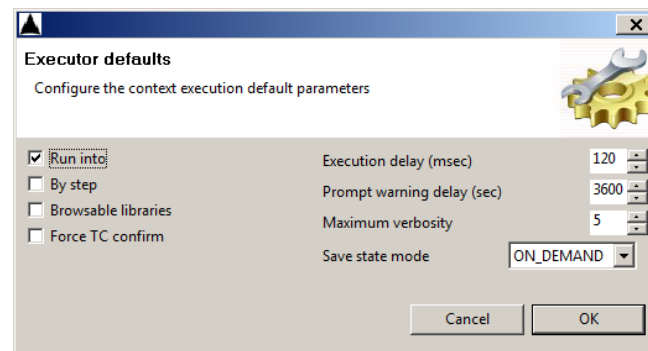 Executor defaults
Configure the context execution default parameters
Run into
By step
Browsable libraries
Force TC confirm
Execution delay (msec) 120
Prompt warning delay (sec) 3600
Maximum verbosity 5
Save state mode ON_DEMAND
Cancel OK